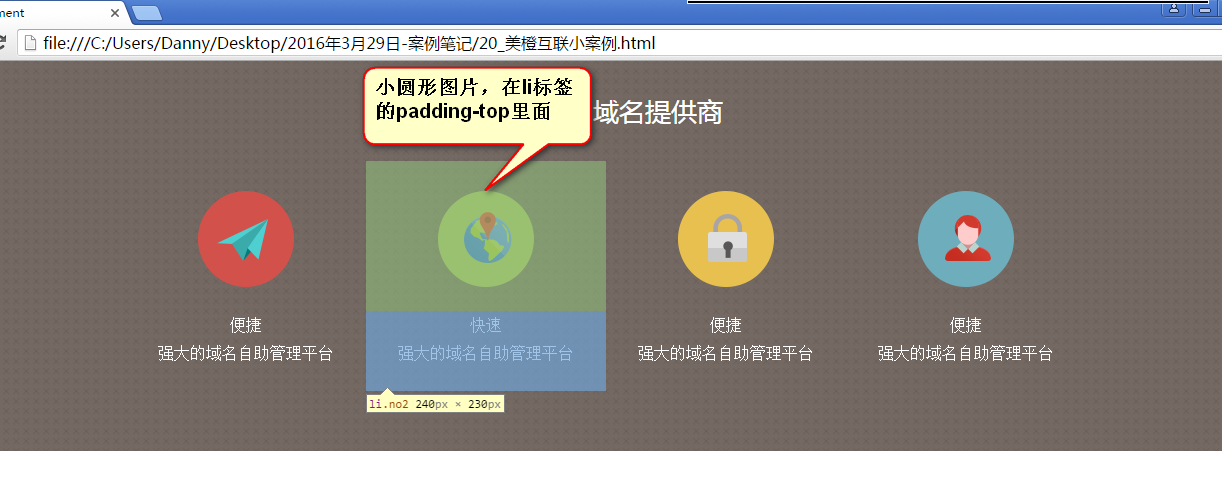 ment
file:///C:/Users/Danny/Desktop/2016年3月29日-案例笔记/20_美橙互联小案例.html
小圆形图片，在li标签
的padding-top里面
域名提供商
便捷
快速
便捷
便捷
强大的域名自助管理平台
强大的域名自助管理平台
强大的域名自助管理平台
强大的域名自助管理平台
li.no2 240px × 230px